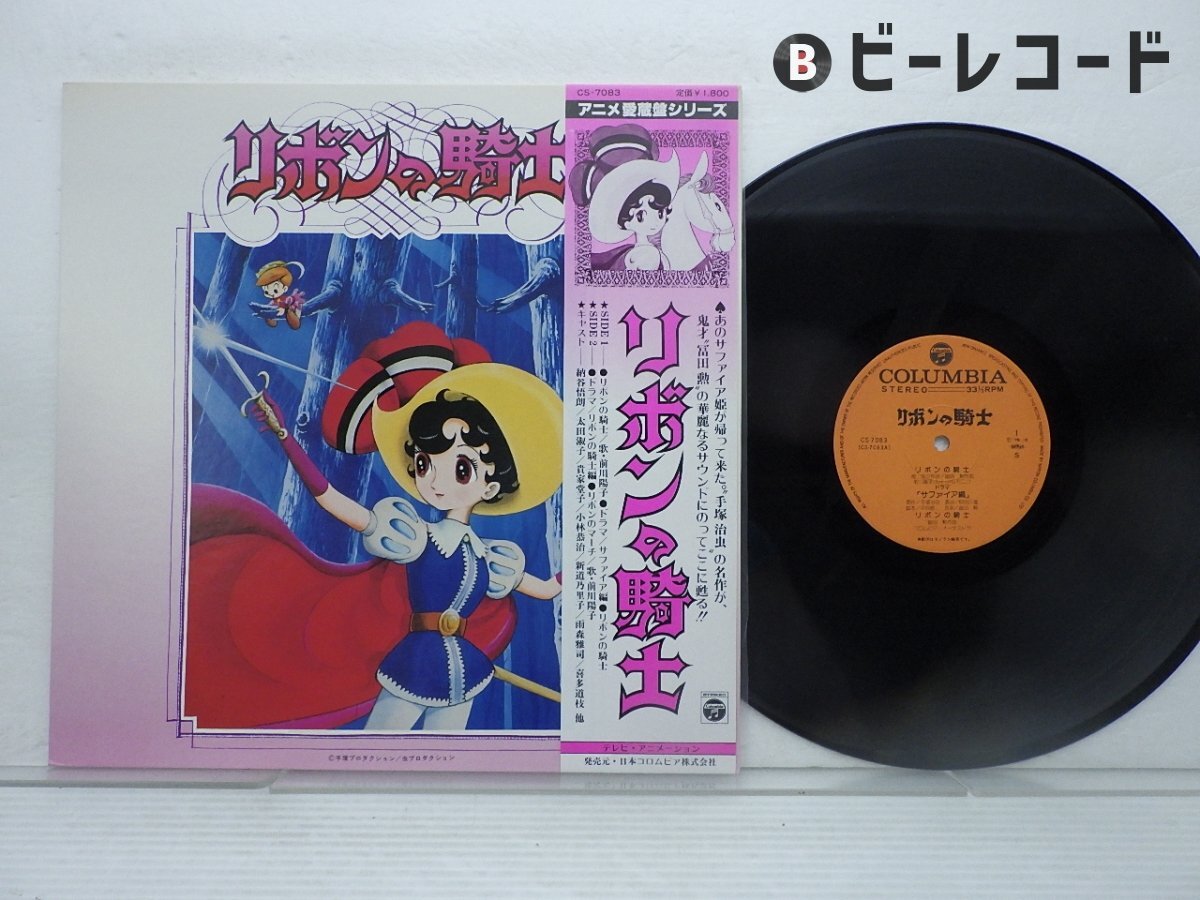 B ビーレコード
リボンの騎士
©手塚プロダクション/虫プロダクション
CS-7083 定価¥1,800
アニメ愛蔵盤シリーズ
リボンの騎士
♠あのサファイア姫が帰って来た。"手塚治虫"の名作が、
鬼才"冨田勲"の華麗なるサウンドにのってここに甦る!!
★SIDE 1──●リボンの騎士/歌・前川陽子●ドラマ/サファイア編●リボンの騎士
★SIDE 2──●ドラマ/リボンの騎士編●リボンのマーチ/歌・前川陽子
★キャスト──納谷悟朗/太田淑子/貴家堂子/小林恭治/新道乃里子/雨森雅司/喜多道枝 他
Columbia
テレビ・アニメーション
発売元・日本コロムビア株式会社
Columbia
COLUMBIA
STEREO 33⅓RPM
リボンの騎士
CS-7083
(CS-7083A)
1
S
リボンの騎士
ドラマ
「サファイア編」
リボンの騎士